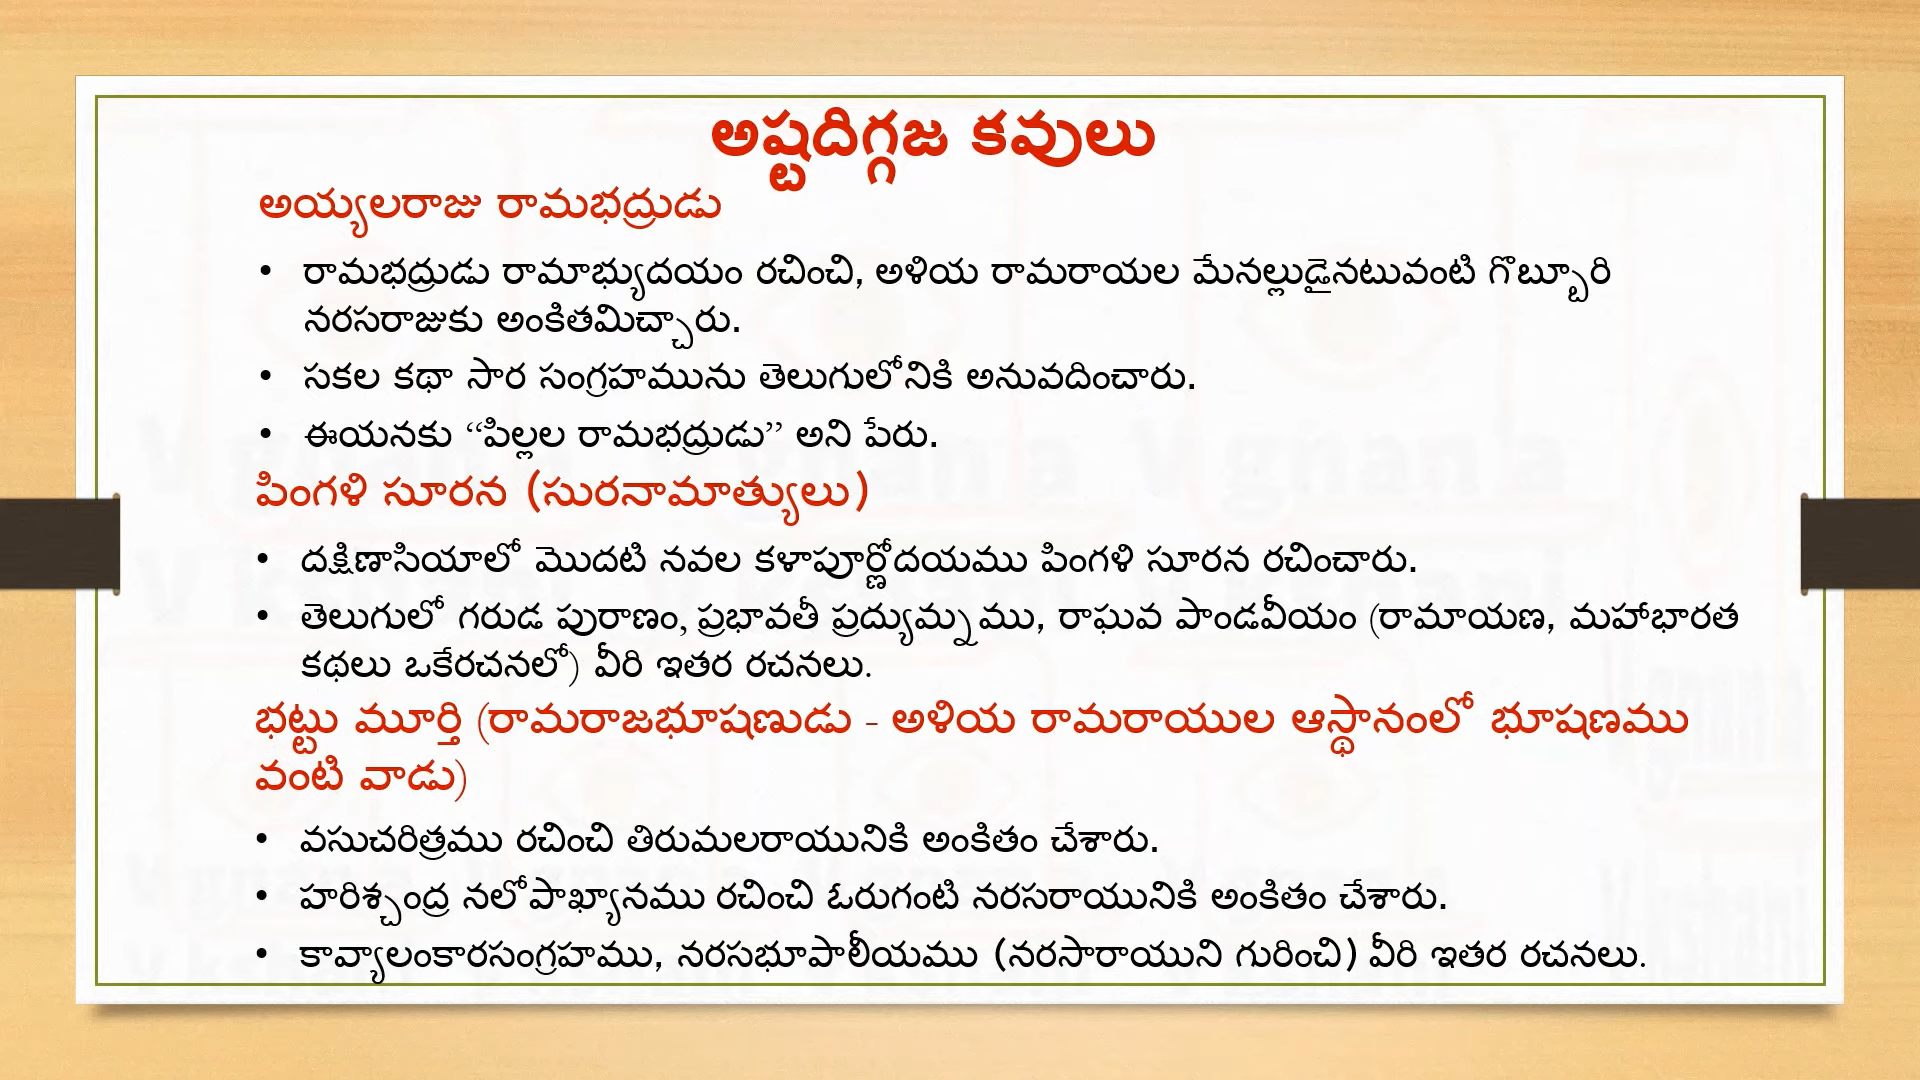 అష్టదిగ్గజ కవులు
అయ్యలరాజు రామభద్రుడు
• రామభద్రుడు రామాభ్యుదయం రచించి, అళియ రామరాయల మేనల్లుడైనటువంటి గొబ్బూరి
నరసరాజుకు అంకితమిచ్చారు.
• సకల కథా సార సంగ్రహమును తెలుగులోనికి అనువదించారు.
• ఈయనకు “పిల్లల రామభద్రుడు” అని పేరు.
పింగళి సూరన (సురనామాత్యులు)
• దక్షిణాసియాలో మొదటి నవల కళాపూర్ణోదయము పింగళి సూరన రచించారు.
• తెలుగులో గరుడ పురాణం, ప్రభావతీ ప్రద్యుమ్నము, రాఘవ పాండవీయం (రామాయణ, మహాభారత
కథలు ఒకేరచనలో) వీరి ఇతర రచనలు.
భట్టు మూర్తి (రామరాజభూషణుడు - అళియ రామరాయుల ఆస్థానంలో భూషణము
వంటి వాడు)
• వసుచరిత్రము రచించి తిరుమలరాయునికి అంకితం చేశారు.
• హరిశ్చంద్ర నలోపాఖ్యానము రచించి ఓరుగంటి నరసరాయునికి అంకితం చేశారు.
• కావ్యాలంకారసంగ్రహము, నరసభూపాలీయము (నరసారాయుని గురించి) వీరి ఇతర రచనలు.